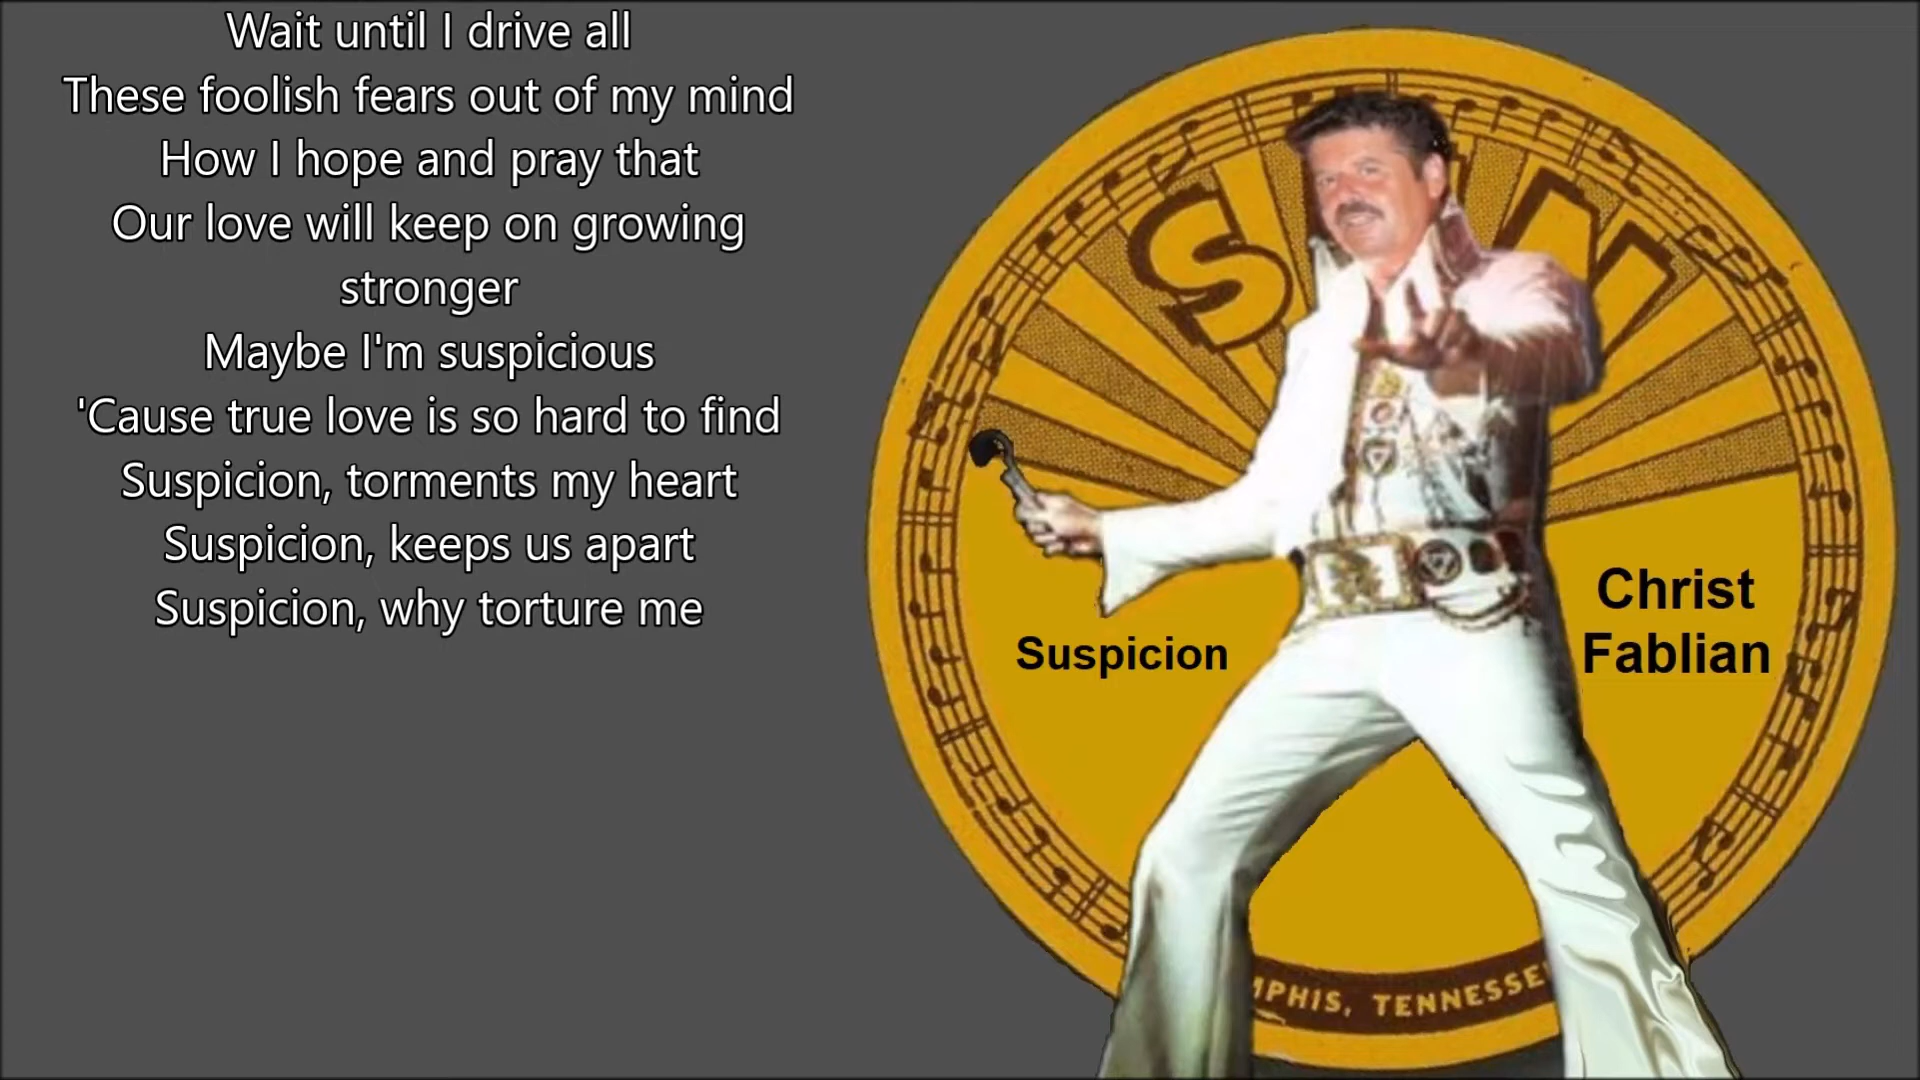 Wait until I drive all
These foolish fears out of my mind
How I hope and pray that
Our love will keep on growing
stronger
Maybe I'm suspicious
'Cause true love is so hard to find
Suspicion, torments my heart
Suspicion, keeps us apart
Suspicion, why torture me
S N
Suspicion
Christ
Fablian
MPHIS, TENNESSE